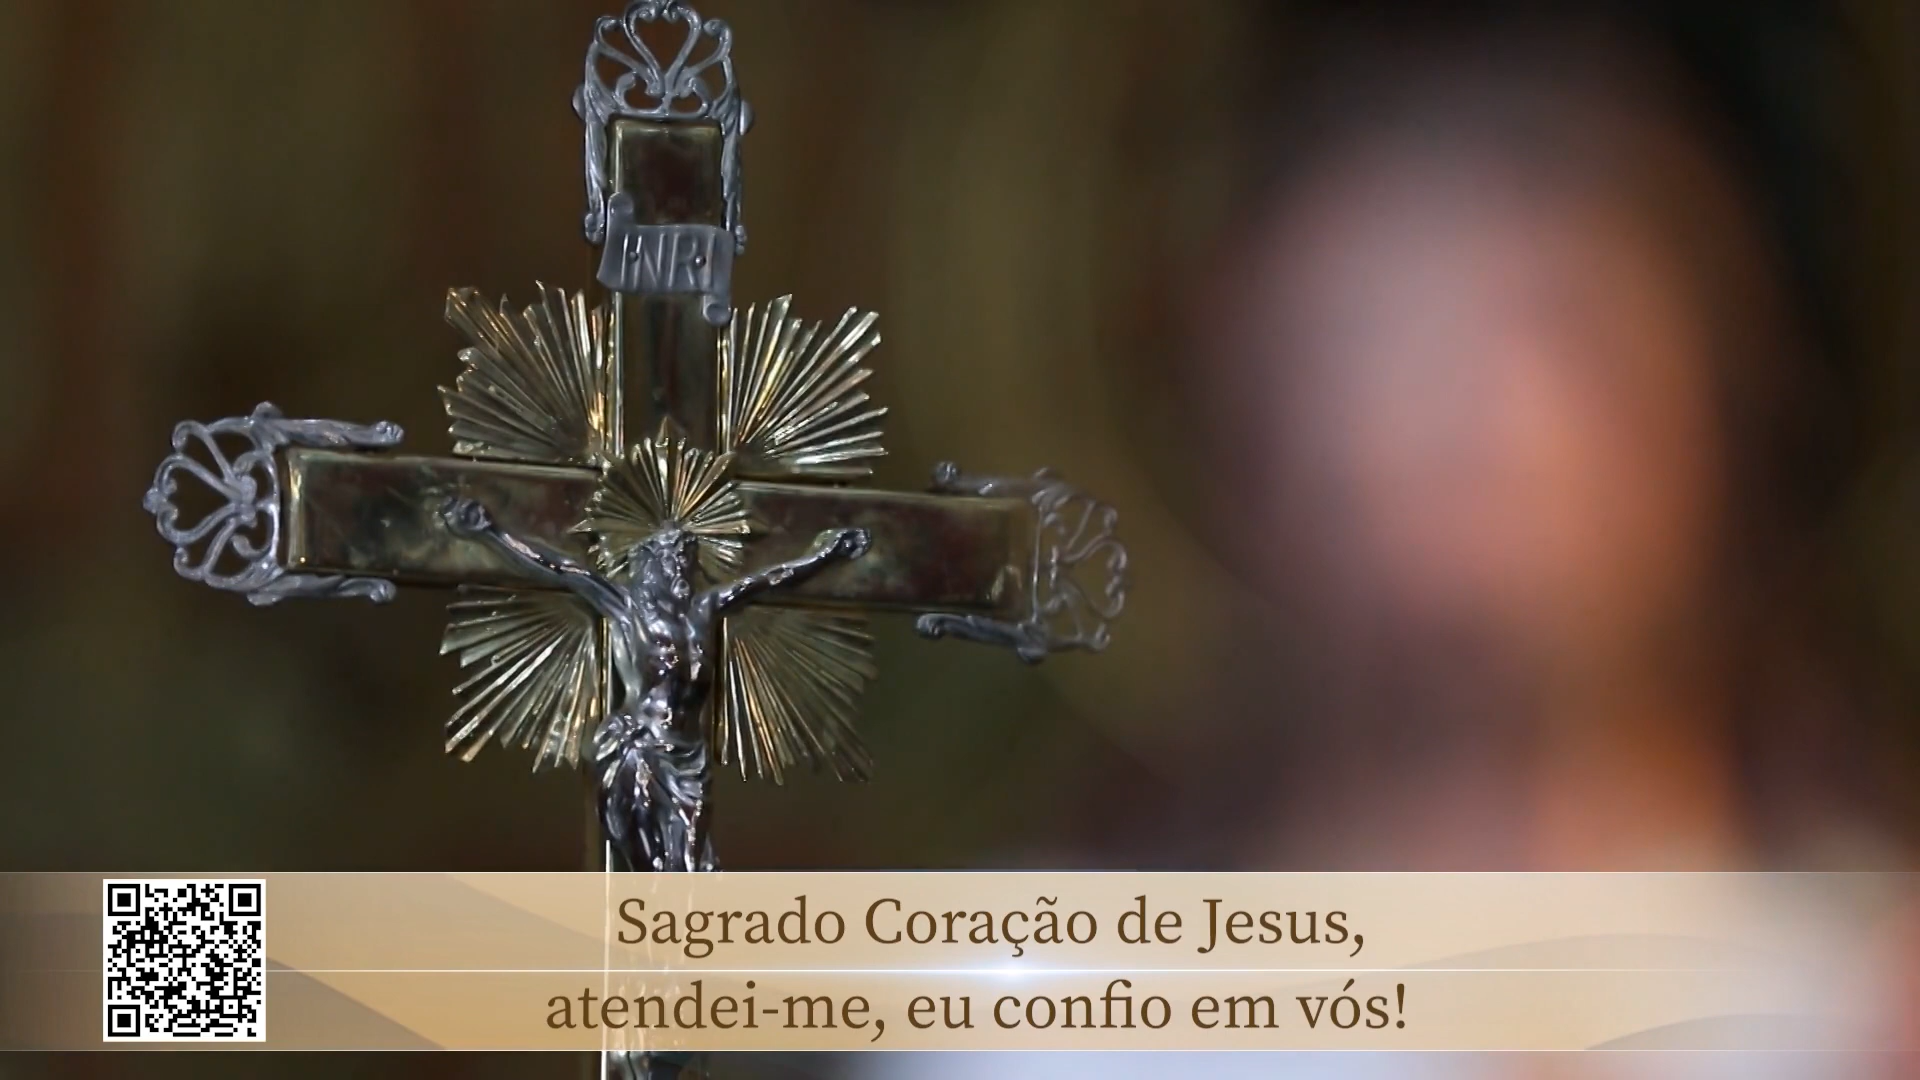 INRI
Sagrado Coração de Jesus,
atendei-me, eu confio em vós!